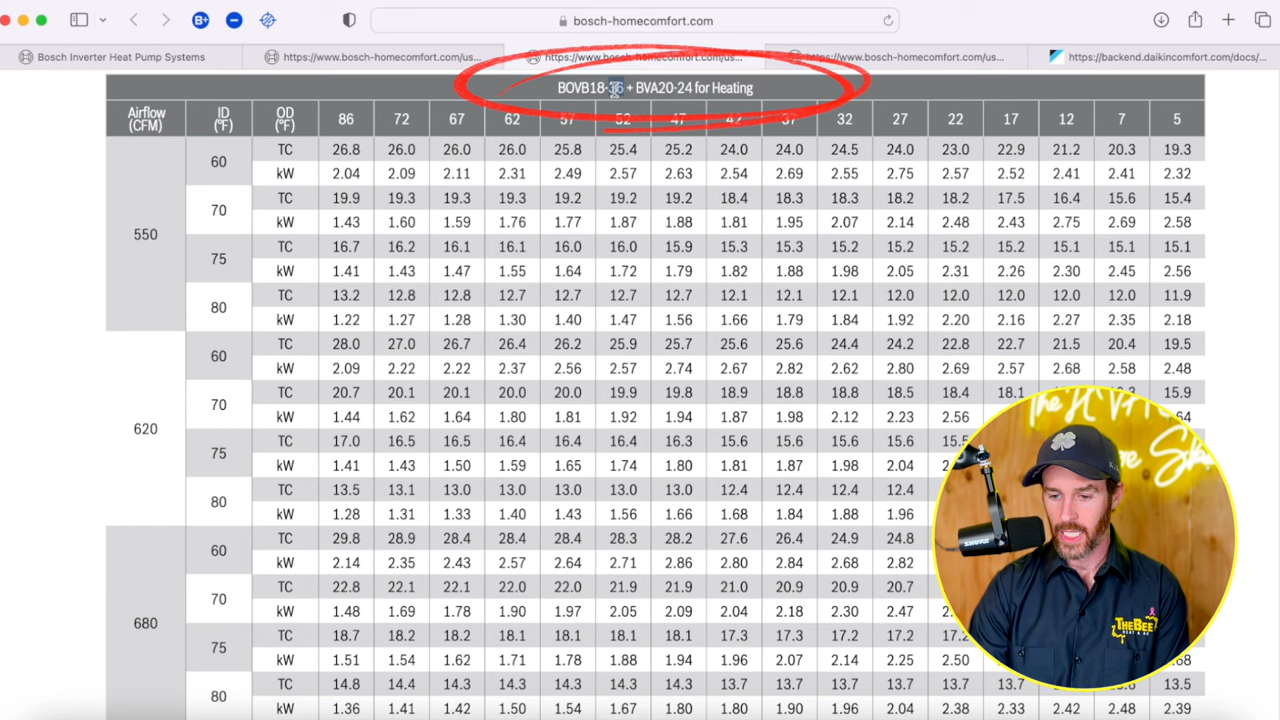 bosch-homecomfort.com
Bosch Inverter Heat Pump Systems
https://www.bosch-homecomfort.com/us...
https://www.bosch-homecomfort.com/us...
https://www.bosch-homecomfort.com/us...
https://backend.daikincomfort.com/docs/...
BOVB18-36 + BVA20-24 for Heating
Airflow (CFM) ID (ºF) OD (ºF) 86 72 67 62 57 52 47 42 37 32 27 22 17 12 7 5
550
60 TC 26.8 26.0 26.0 26.0 25.8 25.4 25.2 24.0 24.0 24.5 24.0 23.0 22.9 21.2 20.3 19.3
kW 2.04 2.09 2.11 2.31 2.49 2.57 2.63 2.54 2.69 2.55 2.75 2.57 2.52 2.41 2.41 2.32
70 TC 19.9 19.3 19.3 19.3 19.2 19.2 19.2 18.4 18.3 18.3 18.2 18.2 17.5 16.4 15.6 15.4
kW 1.43 1.60 1.59 1.76 1.77 1.87 1.88 1.81 1.95 2.07 2.14 2.48 2.43 2.75 2.69 2.58
75 TC 16.7 16.2 16.1 16.1 16.0 16.0 15.9 15.3 15.3 15.2 15.2 15.2 15.2 15.1 15.1 15.1
kW 1.41 1.43 1.47 1.55 1.64 1.72 1.79 1.82 1.88 1.98 2.05 2.31 2.26 2.30 2.45 2.56
80 TC 13.2 12.8 12.8 12.7 12.7 12.7 12.7 12.1 12.1 12.1 12.0 12.0 12.0 12.0 12.0 11.9
kW 1.22 1.27 1.28 1.30 1.40 1.47 1.56 1.66 1.79 1.84 1.92 2.20 2.16 2.27 2.35 2.18
620
60 TC 28.0 27.0 26.7 26.4 26.2 25.9 25.7 25.6 25.6 24.4 24.2 22.8 22.7 21.5 20.4 19.5
kW 2.09 2.22 2.22 2.37 2.56 2.57 2.74 2.67 2.82 2.62 2.80 2.69 2.57 2.68 2.58 2.48
70 TC 20.7 20.1 20.1 20.0 20.0 19.9 19.8 18.9 18.8 18.8 18.5 18.4 18.1 15.9
kW 1.44 1.62 1.64 1.80 1.81 1.92 1.94 1.87 1.98 2.12 2.23 2.56
75 TC 17.0 16.5 16.5 16.4 16.4 16.4 16.3 15.6 15.6 15.6 15.6
kW 1.41 1.43 1.50 1.59 1.65 1.74 1.80 1.81 1.87 1.98 2.04
80 TC 13.5 13.1 13.0 13.0 13.0 13.0 13.0 12.4 12.4 12.4 12.4
kW 1.23 1.31 1.33 1.40 1.43 1.56 1.66 1.68 1.84 1.88 1.96
680
60 TC 29.8 28.9 28.4 28.4 28.4 28.3 28.2 27.6 26.4 24.9 24.8
kW 2.14 2.35 2.43 2.57 2.64 2.71 2.86 2.80 2.84 2.68 2.82
70 TC 22.8 22.1 22.1 22.0 22.0 21.9 21.9 21.0 20.9 20.9 20.7
kW 1.48 1.69 1.78 1.90 1.97 2.05 2.09 2.04 2.18 2.30 2.47
75 TC 18.7 18.2 18.2 18.1 18.1 18.1 18.1 17.3 17.3 17.2 17.2 17.2
kW 1.51 1.54 1.62 1.71 1.78 1.88 1.94 1.96 2.07 2.14 2.25 2.50
80 TC 14.8 14.4 14.3 14.3 14.3 14.3 14.3 13.7 13.7 13.7 13.7 13.7 13.7 13.5
kW 1.36 1.41 1.42 1.50 1.54 1.67 1.80 1.80 1.90 1.96 2.04 2.38 2.33 2.42 2.48 2.39
The HVAC
SHURE
THEBEE
HEAT & AC